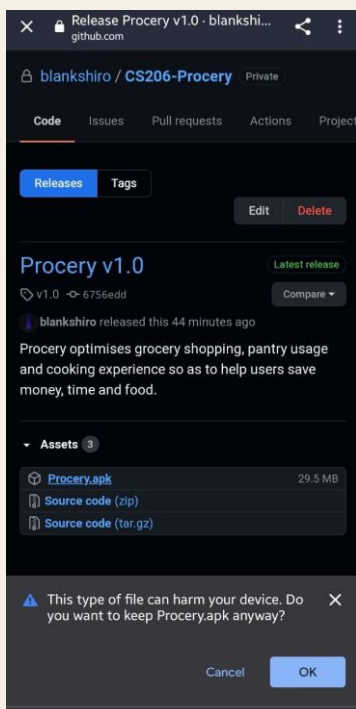 Release Procery v1.0 · blankshi...
github.com
blankshiro / CS206-Procery Private
Code Issues Pull requests Actions Project
Releases Tags
Edit Delete
Procery v1.0 Latest release
v1.0 6756edd Compare
blankshiro released this 44 minutes ago
Procery optimises grocery shopping, pantry usage
and cooking experience so as to help users save
money, time and food.
Assets 3
Procery.apk 29.5 MB
Source code (zip)
Source code (tar.gz)
This type of file can harm your device. Do
you want to keep Procery.apk anyway?
Cancel OK